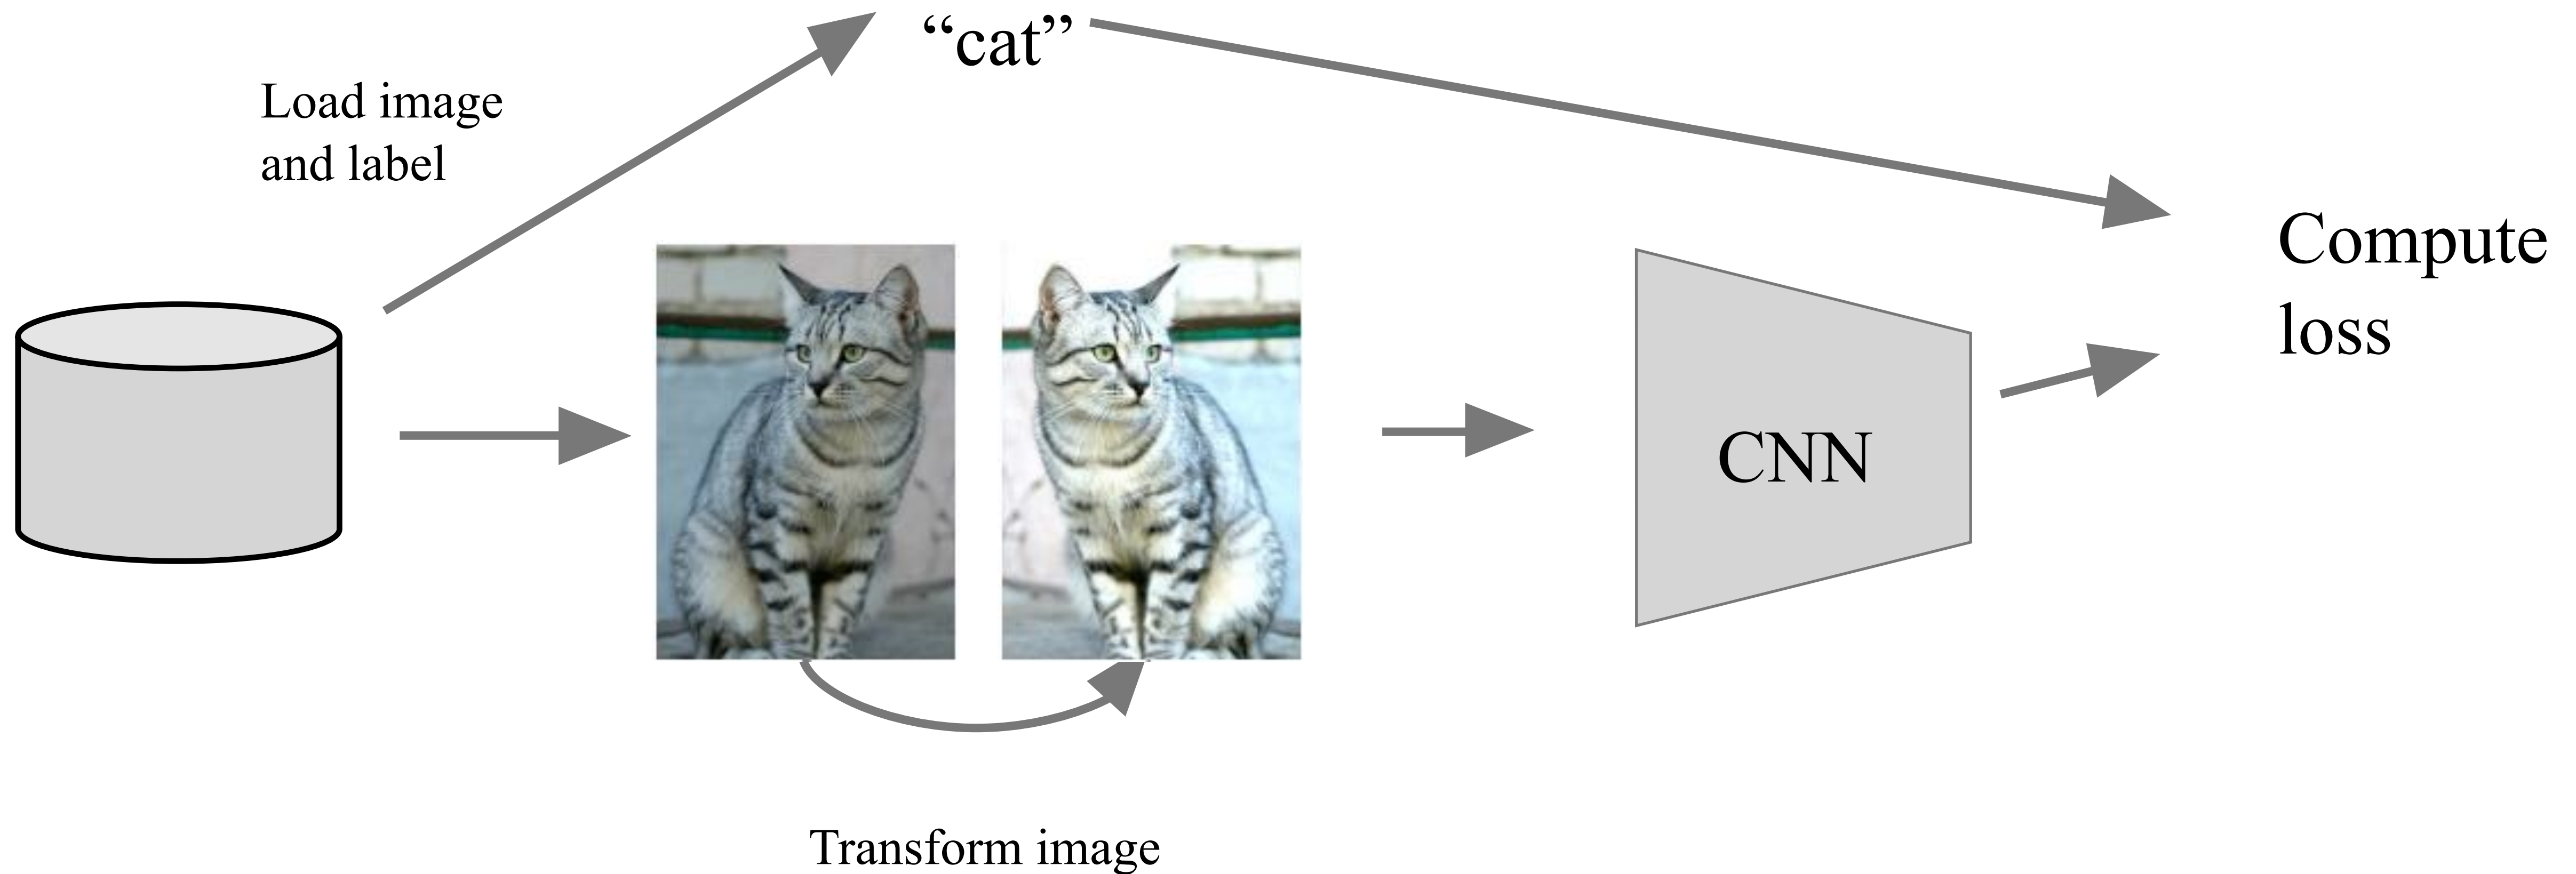 “cat”
Load image
and label
Compute
loss
CNN
Transform image